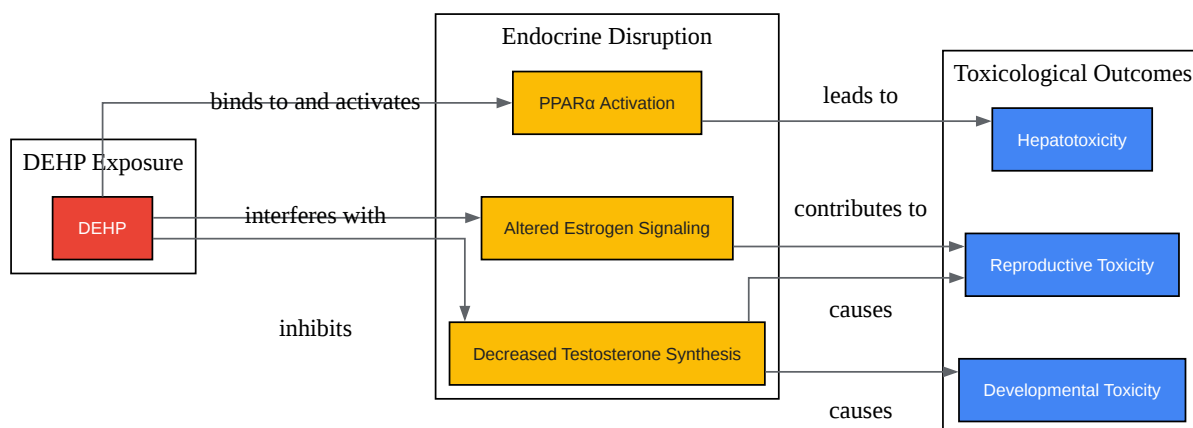 Endocrine Disruption
Toxicological Outcomes
binds to and activates
PPARα Activation
leads to
Hepatotoxicity
DEHP Exposure
DEHP
interferes with
Altered Estrogen Signaling
contributes to
Reproductive Toxicity
inhibits
Decreased Testosterone Synthesis
causes
Developmental Toxicity
causes